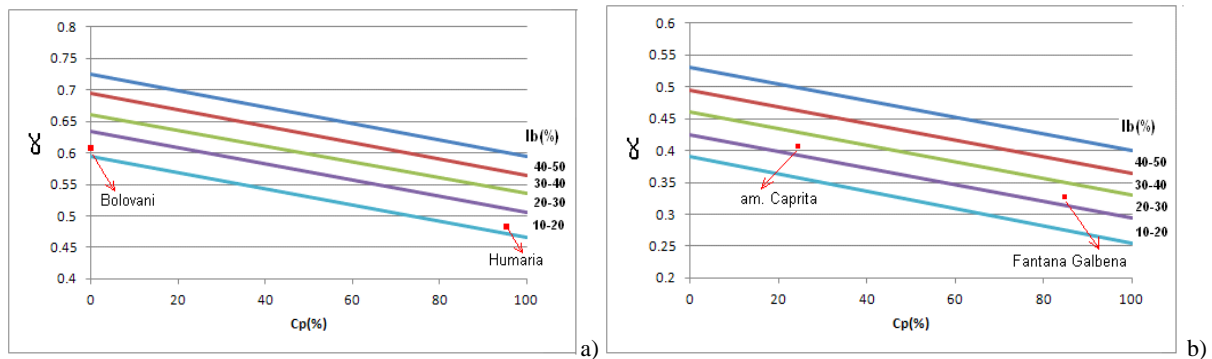 0.8
0.75
0.7
0.65
0.6
0.55
0.5
0.45
0.4
ɣ
0 20 40 60 80 100
Cp(%)
Ib(%)
40-50
30-40
20-30
10-20
Bolovani
Humaria
a)
0.6
0.55
0.5
0.45
0.4
0.35
0.3
0.25
0.2
ɣ
0 20 40 60 80 100
Cp(%)
Ib(%)
40-50
30-40
20-30
10-20
am. Caprita
Fantana Galbena
b)